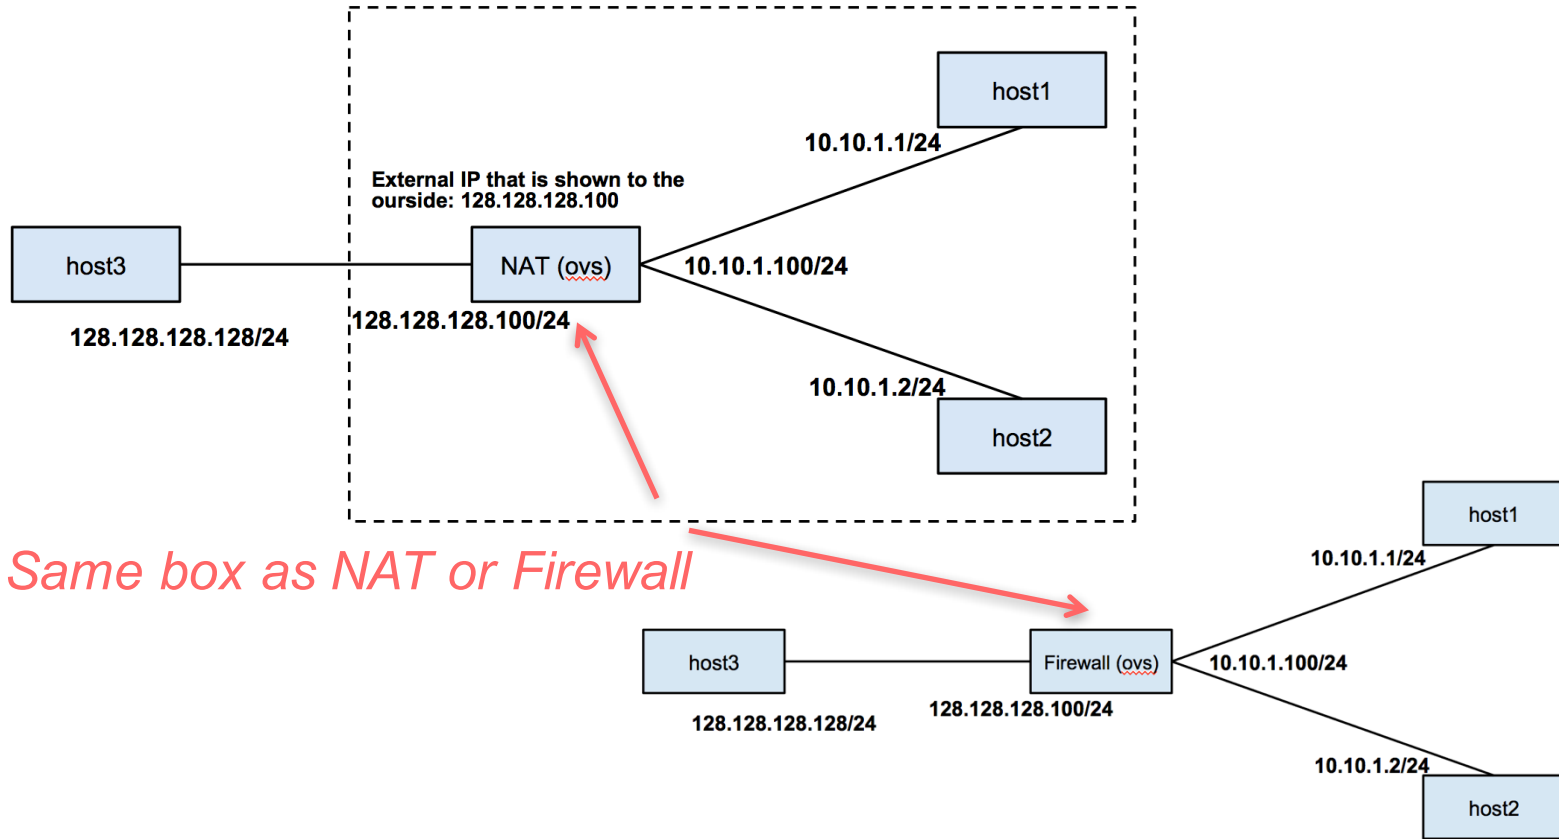 host1
10.10.1.1/24
External IP that is shown to the
ourside: 128.128.128.100
host3
NAT (ovs)
10.10.1.100/24
128.128.128.100/24
128.128.128.128/24
10.10.1.2/24
host2
Same box as NAT or Firewall
host1
10.10.1.1/24
host3
Firewall (ovs)
10.10.1.100/24
128.128.128.100/24
128.128.128.128/24
10.10.1.2/24
host2